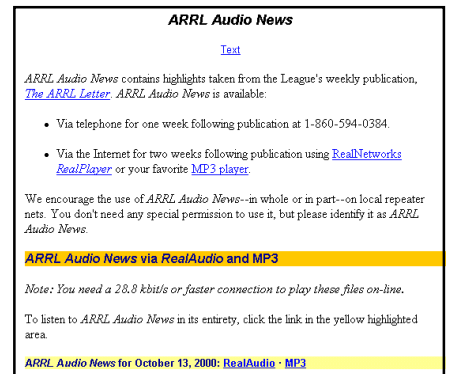 ARRL Audio News
Text
ARRL Audio News contains highlights taken from the League's weekly publication,
The ARRL Letter. ARRL Audio News is available:
• Via telephone for one week following publication at 1-860-594-0384.
• Via the Internet for two weeks following publication using RealNetworks
RealPlayer or your favorite MP3 player.
We encourage the use of ARRL Audio News--in whole or in part--on local repeater
nets. You don't need any special permission to use it, but please identify it as ARRL
Audio News.
ARRL Audio News via RealAudio and MP3
Note: You need a 28.8 kbit/s or faster connection to play these files on-line.
To listen to ARRL Audio News in its entirety, click the link in the yellow highlighted
area.
ARRL Audio News for October 13, 2000: RealAudio · MP3